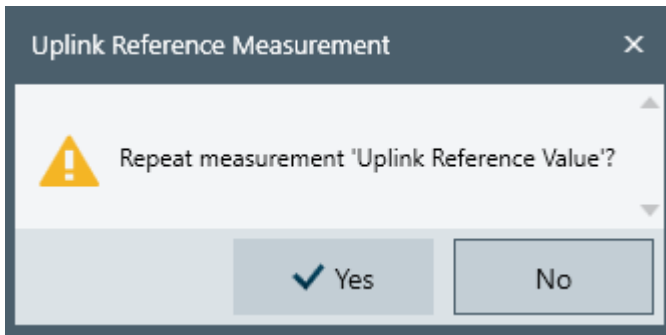 Uplink Reference Measurement
Repeat measurement 'Uplink Reference Value'?
Yes
No